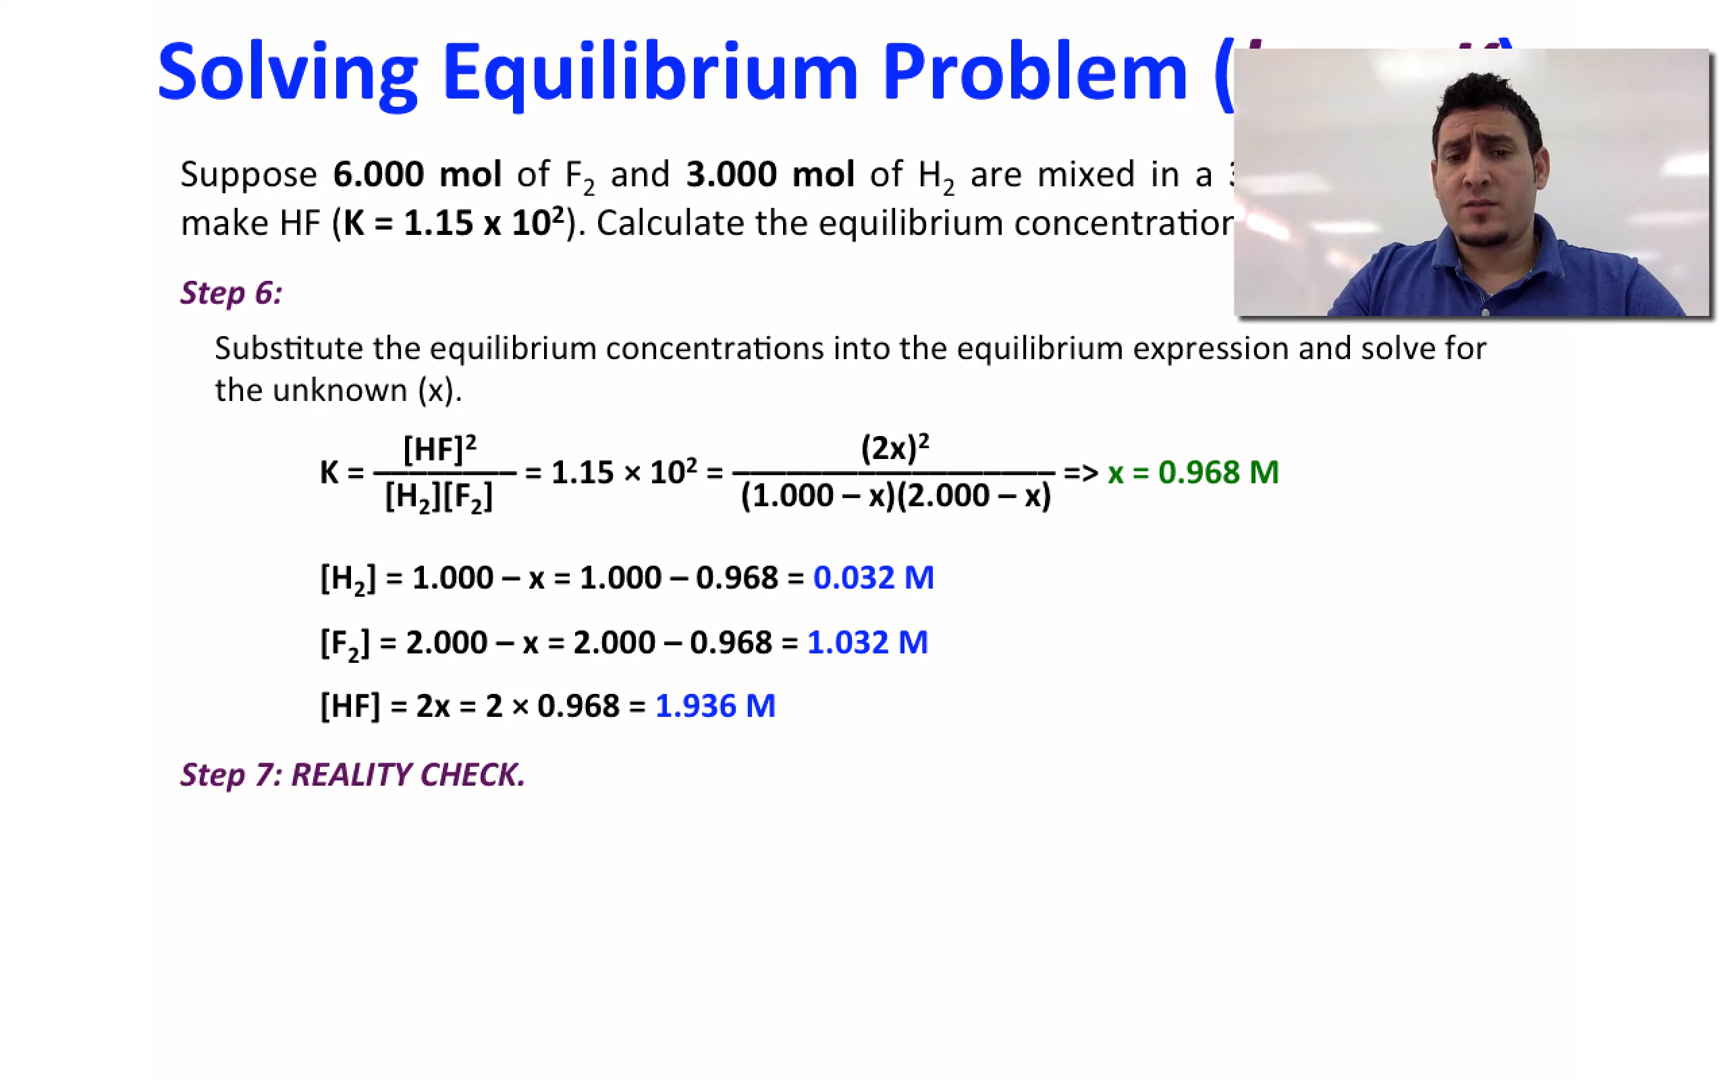 Solving Equilibrium Problem (
Suppose 6.000 mol of F₂ and 3.000 mol of H₂ are mixed in a
make HF (K = 1.15 x 10²). Calculate the equilibrium concentration
Step 6:
Substitute the equilibrium concentrations into the equilibrium expression and solve for
the unknown (x).
K = [HF]² / [H₂][F₂] = 1.15 × 10² = (2x)² / (1.000 – x)(2.000 – x) => x = 0.968 M
[H₂] = 1.000 – x = 1.000 – 0.968 = 0.032 M
[F₂] = 2.000 – x = 2.000 – 0.968 = 1.032 M
[HF] = 2x = 2 × 0.968 = 1.936 M
Step 7: REALITY CHECK.